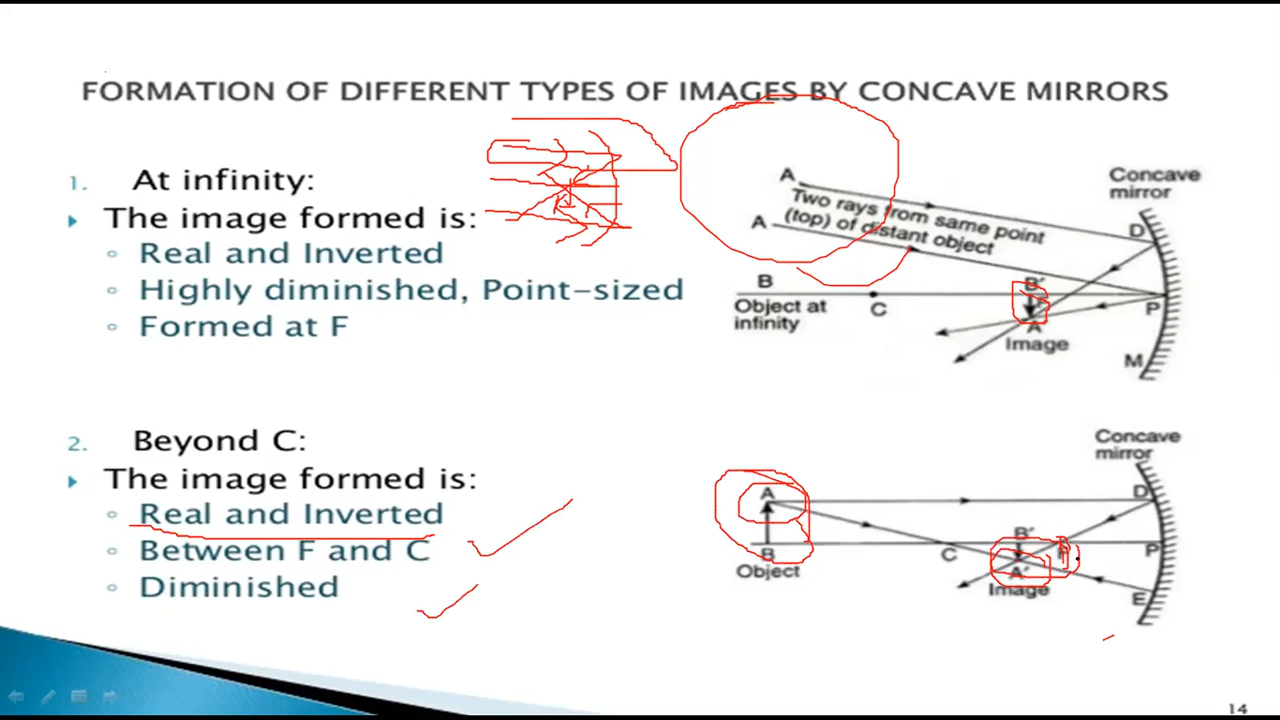 FORMATION OF DIFFERENT TYPES OF IMAGES BY CONCAVE MIRRORS
1. At infinity:
The image formed is:
Real and Inverted
Highly diminished, Point-sized
Formed at F
Concave
mirror
A
Two rays from same point
(top) of distant object
A
D
B
B′
Object at
infinity
C
P
A
Image
M
2. Beyond C:
The image formed is:
Real and Inverted
Between F and C
Diminished
Concave
mirror
A
D
B′
B
C
P
Object
A′
Image
E
14